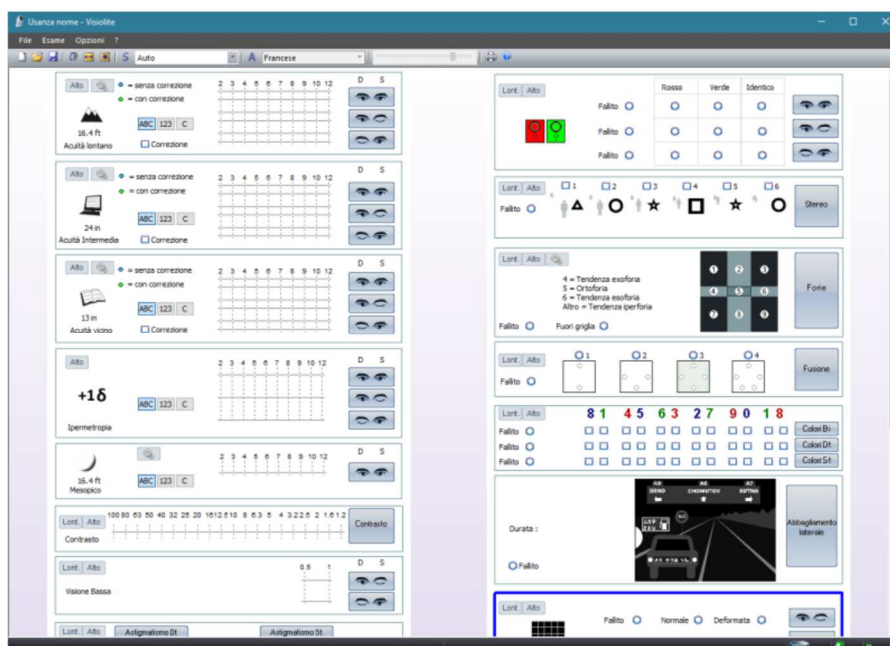 Usanza nome - Visiolite
File Esame Opzioni ?
S Auto A Francese
Alto = senza correzione 2 3 4 5 6 7 8 9 10 12 D S
= con correzione
16.4 ft ABC 123 C
Acuità lontano Correzione
Alto = senza correzione 2 3 4 5 6 7 8 9 10 12 D S
= con correzione
24 in ABC 123 C
Acuità Intermedia Correzione
Alto = senza correzione 2 3 4 5 6 7 8 9 10 12 D S
= con correzione
13 in ABC 123 C
Acuità vicino Correzione
Alto 2 3 4 5 6 7 8 9 10 12 D S
+1δ ABC 123 C
Ipermetropia
2 3 4 5 6 7 8 9 10 12 D S
16.4 ft ABC 123 C
Mesopico
Lont. Alto 100 80 63 50 40 32 25 20 16 12.5 10 8 6.3 5 4 3.2 2.5 2 1.6 1.2 Contrasto
Contrasto
Lont. Alto 0.5 1 D S
Visione Bassa
Lont. Alto Astigmatismo Dt Astigmatismo St
Lont. Alto Rosso Verde Identico
Fallito
Fallito
Fallito
Lont. Alto 1 2 3 4 5 6
Fallito Stereo
Lont. Alto
4 = Tendenza exoforia
5 = Ortoforia
6 = Tendenza esoforia
Altro = Tendenza iperforia
1 2 3
4 5 6
7 8 9
Forie
Fallito Fuori griglia
Lont. Alto 1 2 3 4
Fallito Fusione
Lont. Alto 8 1 4 5 6 3 2 7 9 0 1 8
Fallito Colori Bi
Fallito Colori Dt
Fallito Colori St
Durata :
Fallito
Abbagliamento
laterale
Lont. Alto
Fallito Normale Deformata